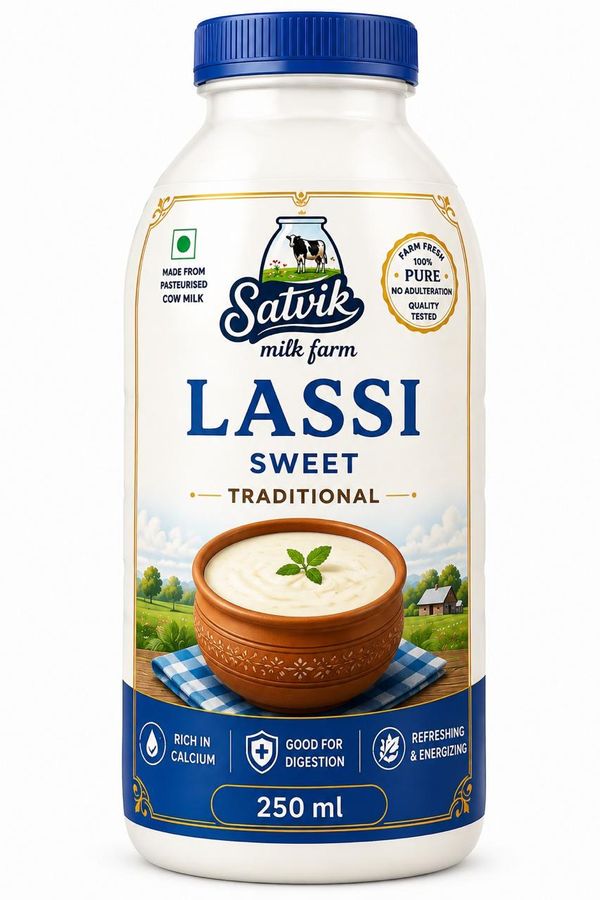 MADE FROM
PASTEURISED
COW MILK
Satvik
milk farm
FARM FRESH
100%
• PURE •
NO ADULTERATION
QUALITY
TESTED
LASSI
SWEET
TRADITIONAL
RICH IN
CALCIUM
GOOD FOR
DIGESTION
REFRESHING
& ENERGIZING
250 ml